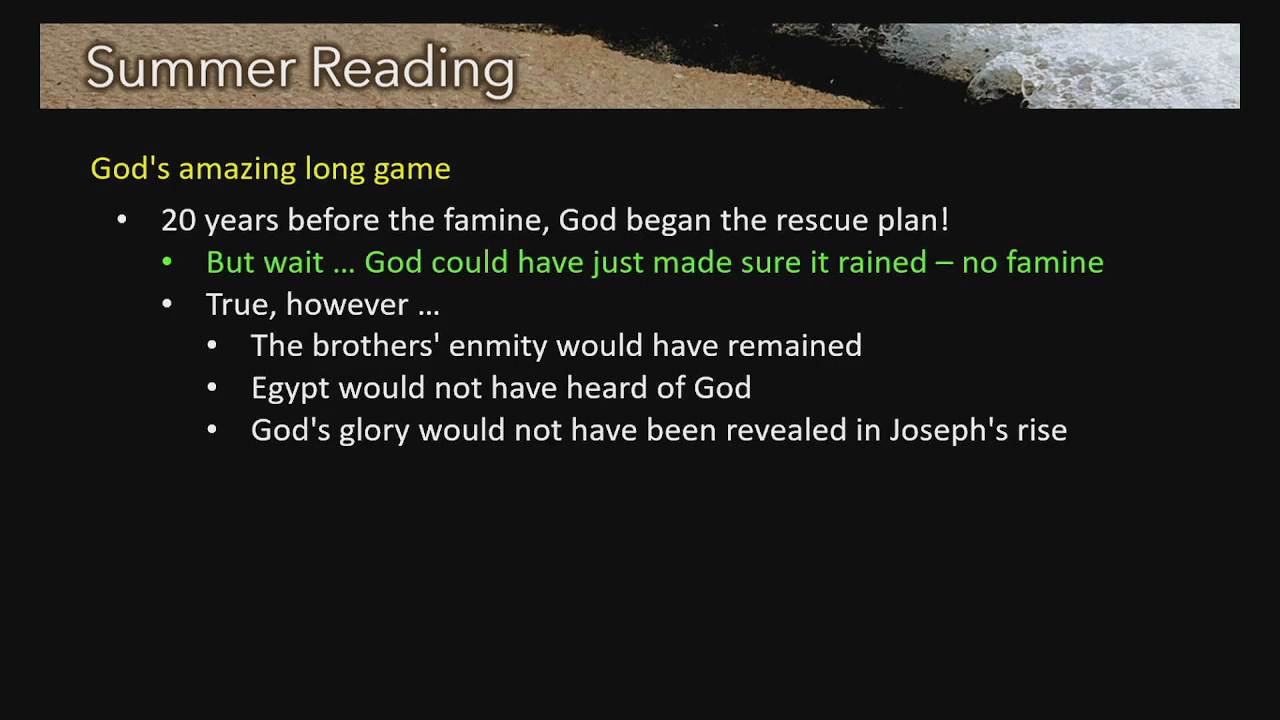 Summer Reading
God's amazing long game
• 20 years before the famine, God began the rescue plan!
• But wait … God could have just made sure it rained – no famine
• True, however …
• The brothers' enmity would have remained
• Egypt would not have heard of God
• God's glory would not have been revealed in Joseph's rise